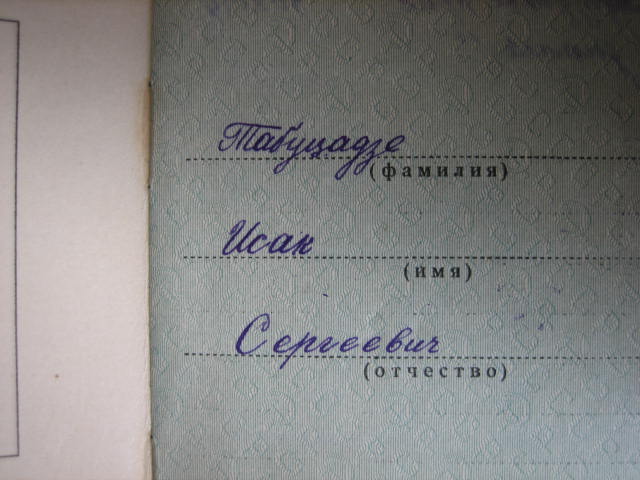 Табуцадзе
(фамилия)
Исак
(имя)
Сергеевич
(отчество)